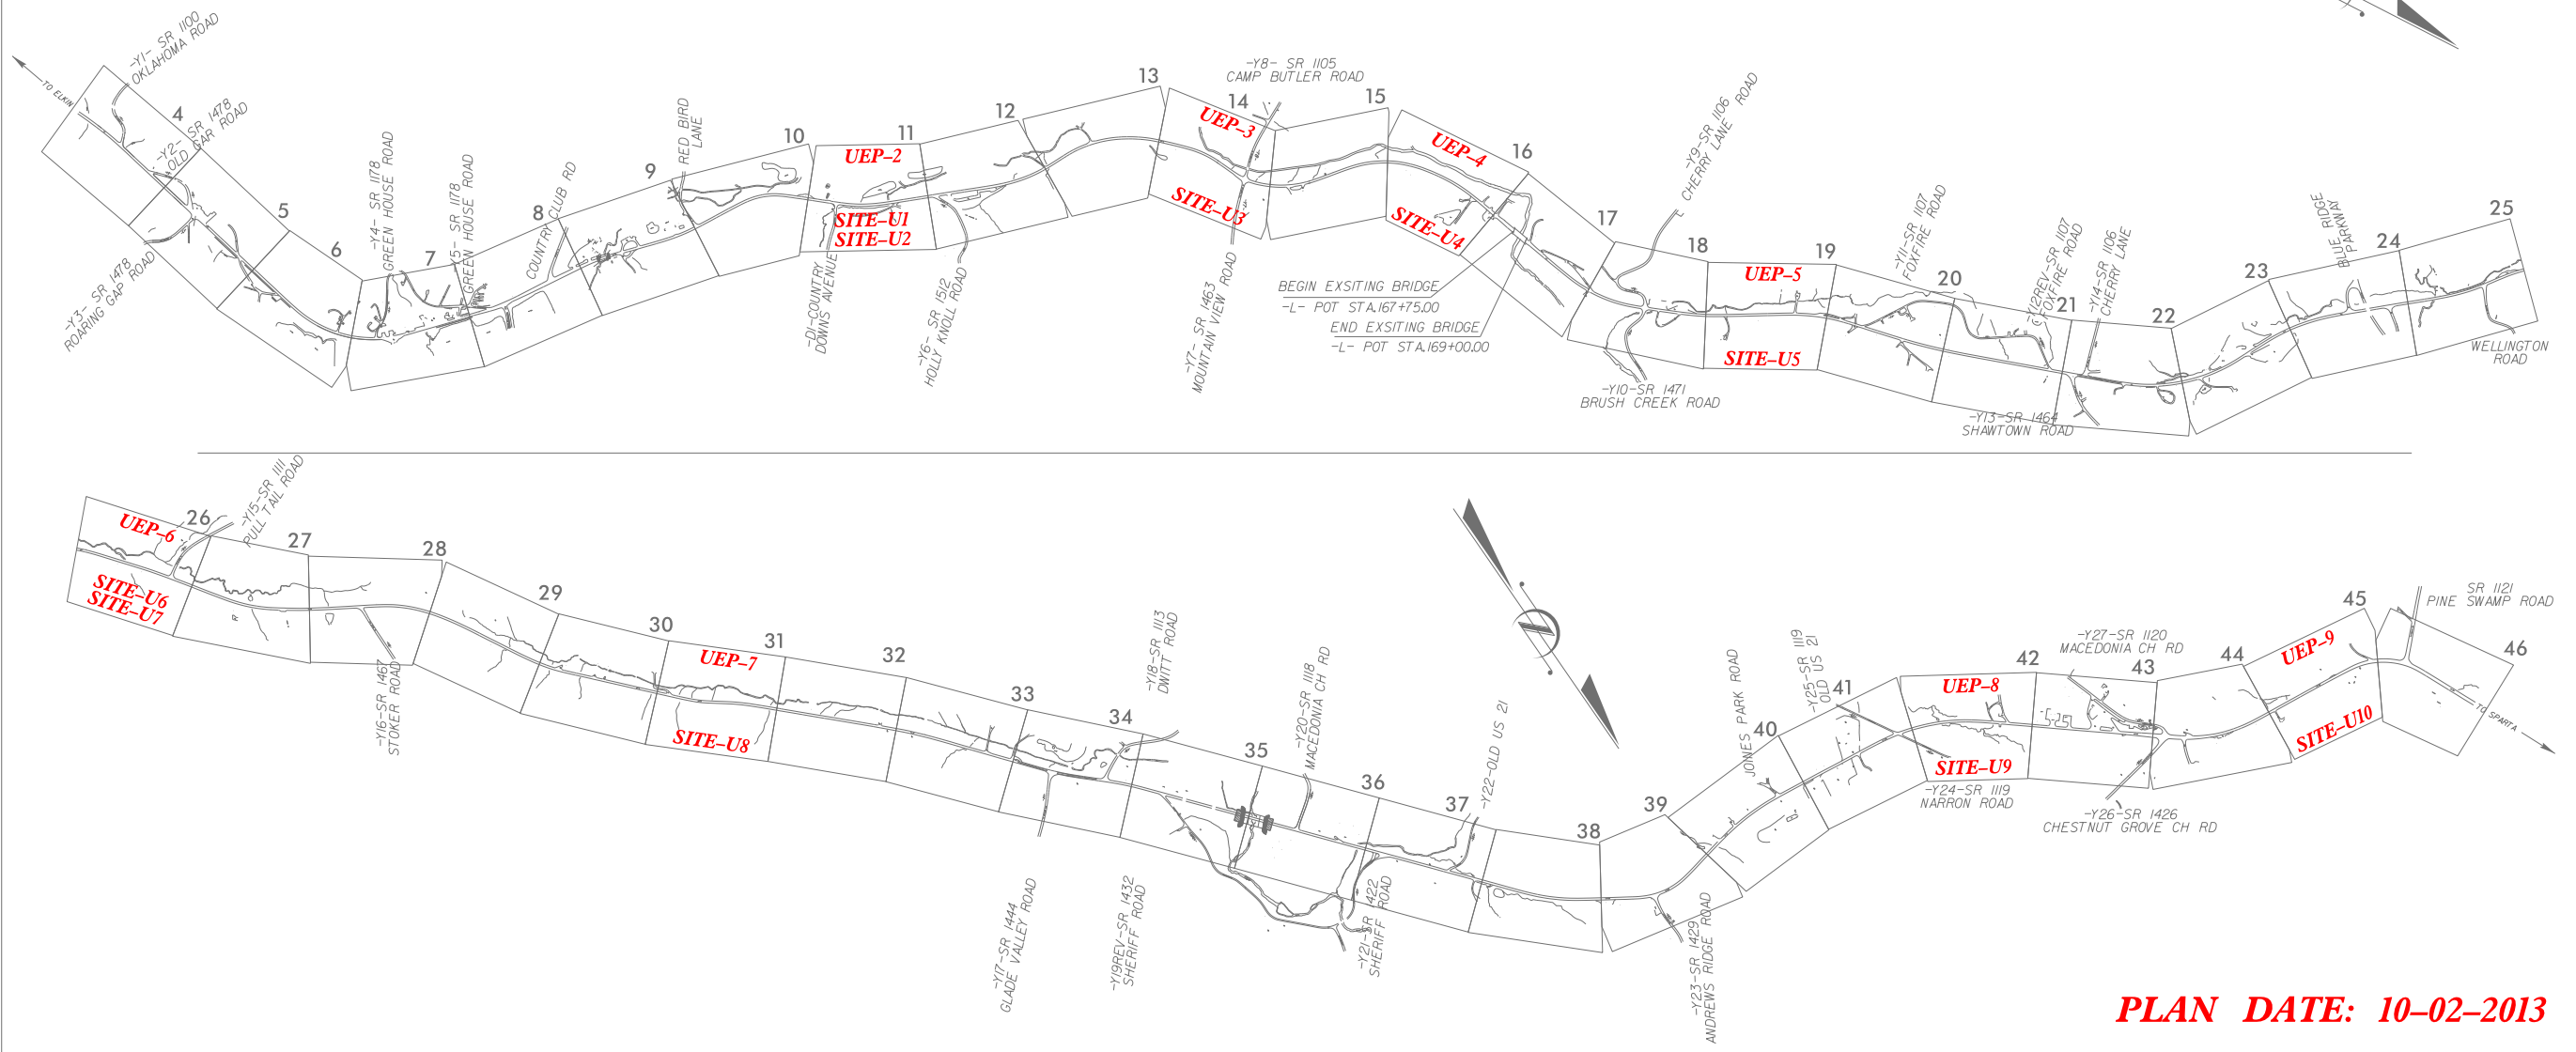 -Y1- SR 1100
OKLAHOMA ROAD
TO ELKIN
4
-Y2- SR 1478
OLD GAP ROAD
-Y3- SR 1478
ROARING GAP ROAD
5
6
-Y4- SR 1178
GREEN HOUSE ROAD
7
SR 1178
GREEN HOUSE ROAD
8
COUNTRY CLUB RD
9
RED BIRD
LANE
10
11
UEP-2
SITE-U1
SITE-U2
-D1-COUNTRY
DOWNS AVENUE
-Y6- SR 1512
HOLLY KNOLL ROAD
12
13
14
UEP-3
SITE-U3
-Y7- SR 1463
MOUNTAIN VIEW ROAD
-Y8- SR 1105
CAMP BUTLER ROAD
15
UEP-4
16
SITE-U4
BEGIN EXSITING BRIDGE
-L- POT STA.167+75.00
END EXSITING BRIDGE
-L- POT STA.169+00.00
17
-Y9-SR 1106
CHERRY LANE ROAD
-Y10-SR 1471
BRUSH CREEK ROAD
18
19
UEP-5
SITE-U5
-Y11-SR 1107
FOXFIRE ROAD
20
-Y12REV-SR 1107
FOXFIRE ROAD
21
-Y13-SR 1464
SHAWTOWN ROAD
-Y14-SR 1106
CHERRY LANE
22
23
BLUE RIDGE
PARKWAY
24
25
WELLINGTON
ROAD
UEP-6
26
SITE-U6
SITE-U7
-Y15-SR 1111
PULL TAIL ROAD
27
28
-Y16-SR 1467
STOKER ROAD
29
30
31
UEP-7
SITE-U8
32
33
-Y17-SR 1444
GLADE VALLEY ROAD
34
-Y18-SR 1113
DWITT ROAD
-Y19REV-SR 1432
SHERIFF ROAD
35
-Y20-SR 1118
MACEDONIA CH RD
36
-Y21-SR 1422
SHERIFF ROAD
37
-Y22-OLD US 21
38
39
-Y23-SR 1429
ANDREWS RIDGE ROAD
JONES PARK ROAD
40
-Y25-SR 1119
OLD US 21
41
UEP-8
42
SITE-U9
-Y24-SR 1119
NARRON ROAD
-Y27-SR 1120
MACEDONIA CH RD
43
-Y26-SR 1426
CHESTNUT GROVE CH RD
44
UEP-9
45
SITE-U10
SR 1121
PINE SWAMP ROAD
46
TO SPARTA
PLAN DATE: 10-02-2013